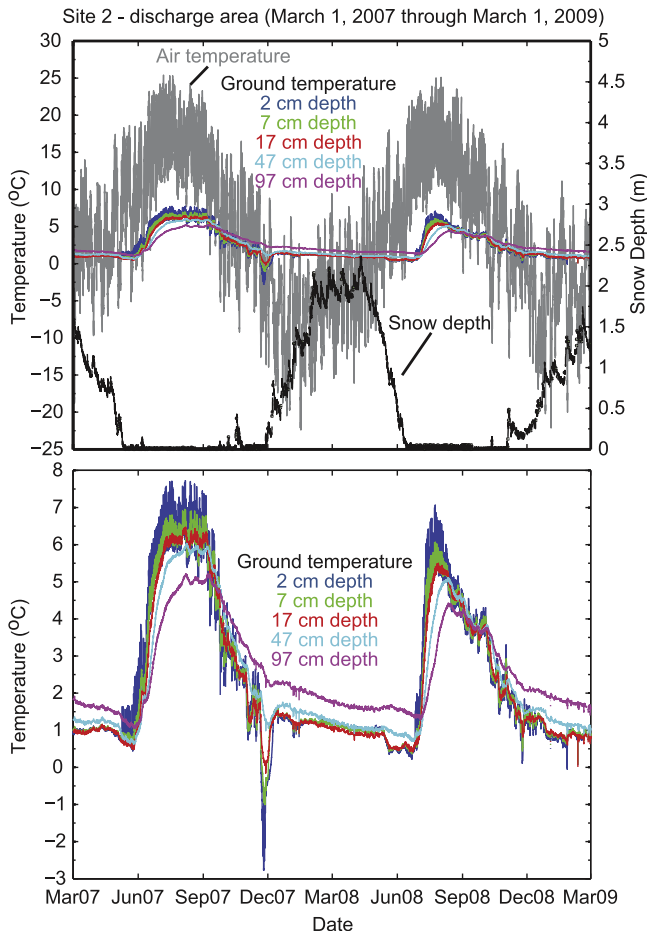 Site 2 - discharge area (March 1, 2007 through March 1, 2009)
30
25
20
15
10
5
0
−5
−10
−15
−20
−25
Temperature (°C)
5
4.5
4
3.5
3
2.5
2
1.5
1
0.5
0
Snow Depth (m)
Air temperature
Ground temperature
2 cm depth
7 cm depth
17 cm depth
47 cm depth
97 cm depth
Snow depth
8
7
6
5
4
3
2
1
0
−1
−2
−3
Temperature (°C)
Ground temperature
2 cm depth
7 cm depth
17 cm depth
47 cm depth
97 cm depth
Mar07 Jun07 Sep07 Dec07 Mar08 Jun08 Sep08 Dec08 Mar09
Date